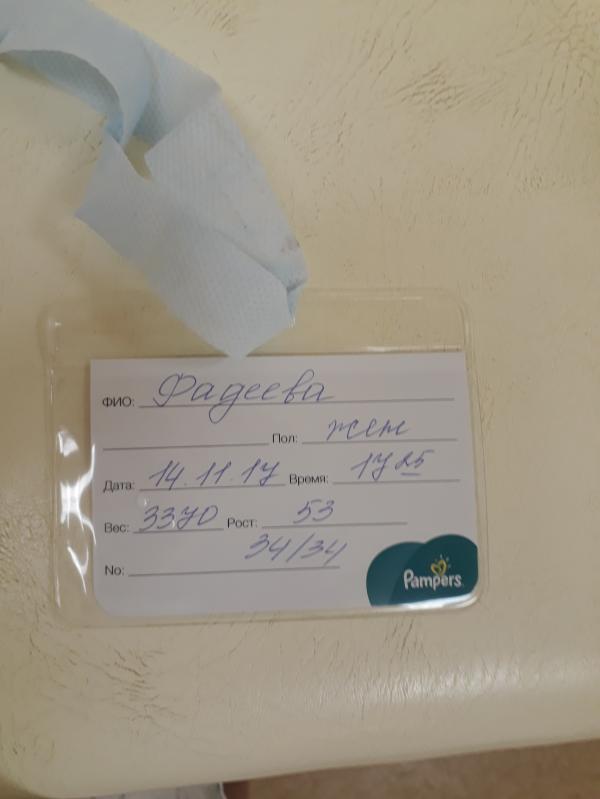 ФИО: Фадеева
Пол: жен
Дата: 14.11.17 Время: 17 25
Вес: 3370 Рост: 53
34/34
No:
Pampers